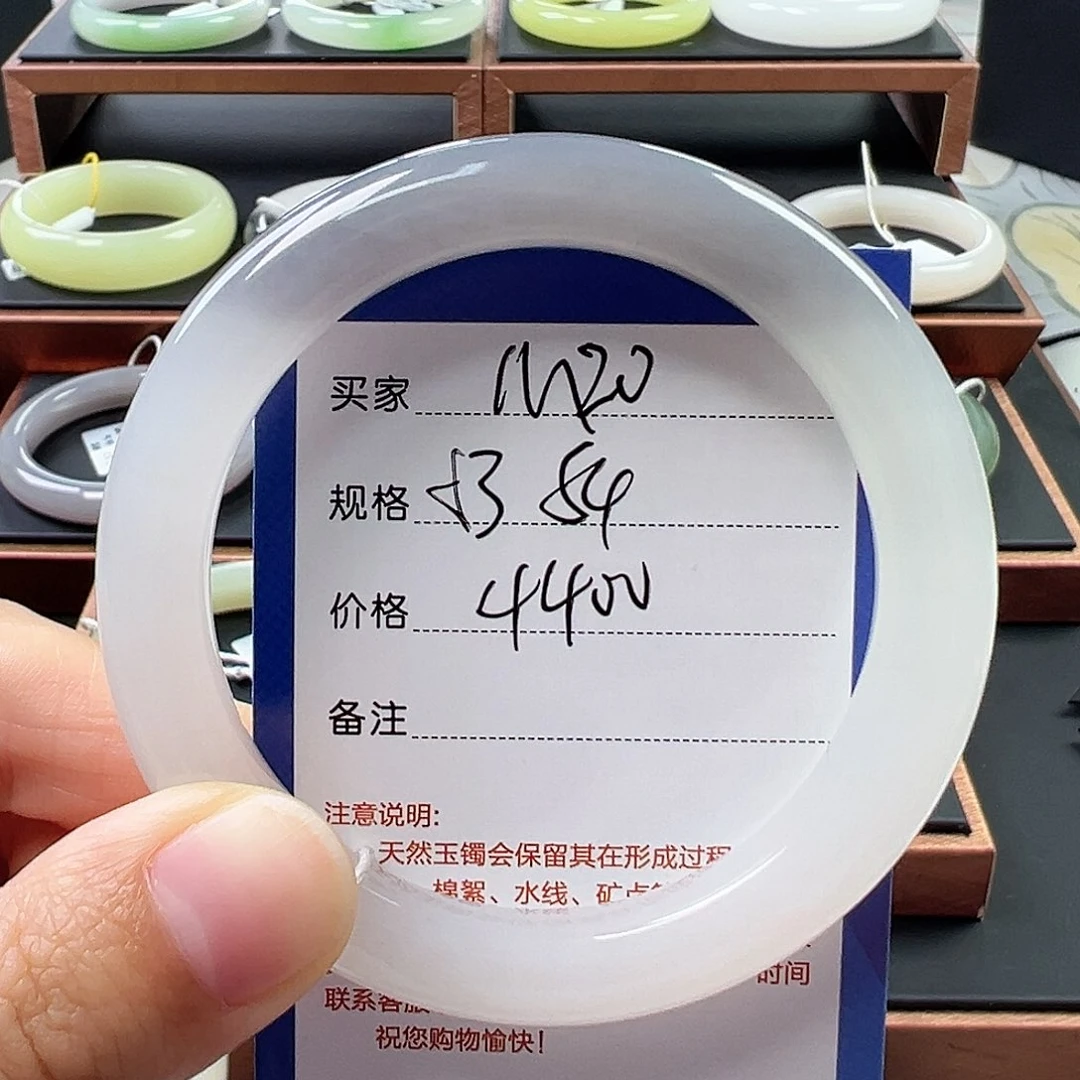 买家
规格 53 54
价格 4400
备注
注意说明:
天然玉镯会保留其在形成过程
棉絮、水线、矿点
时间
联系客服
祝您购物愉快!